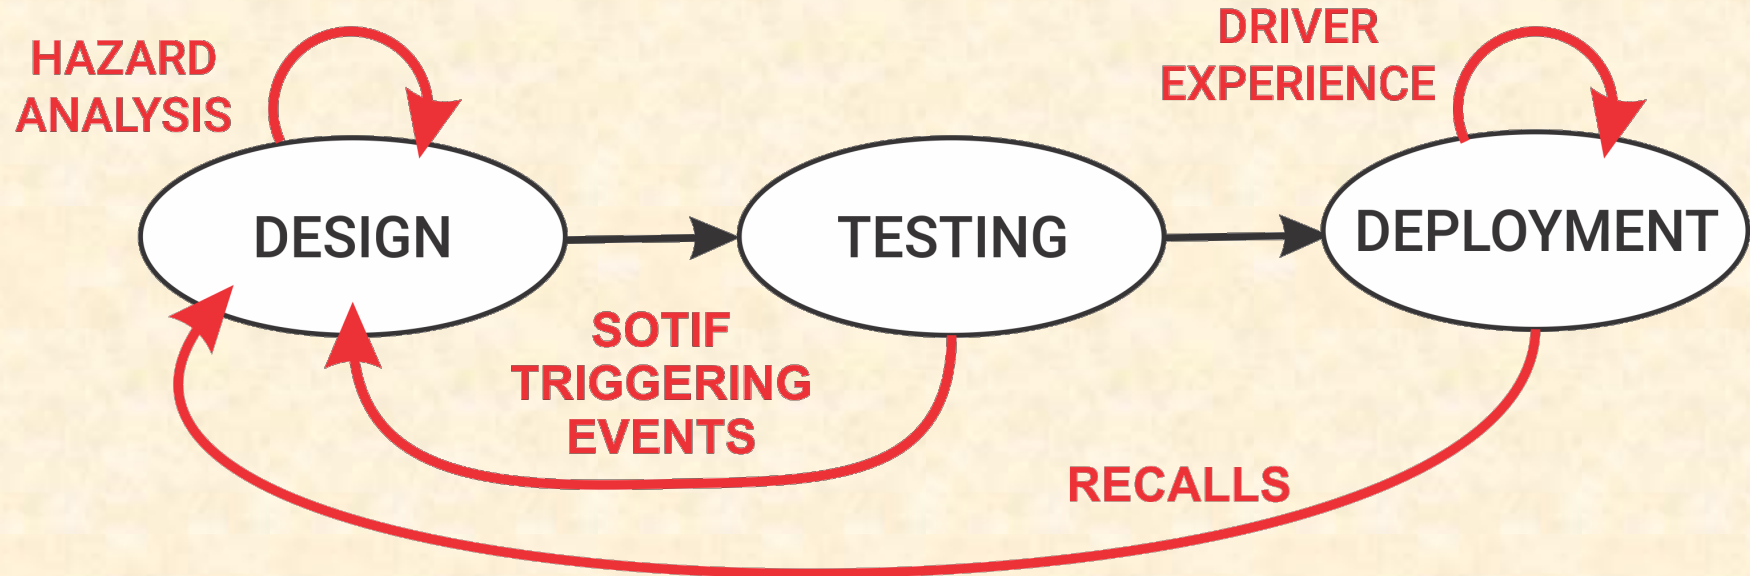 HAZARD
ANALYSIS
DRIVER
EXPERIENCE
DESIGN
TESTING
DEPLOYMENT
SOTIF
TRIGGERING
EVENTS
RECALLS